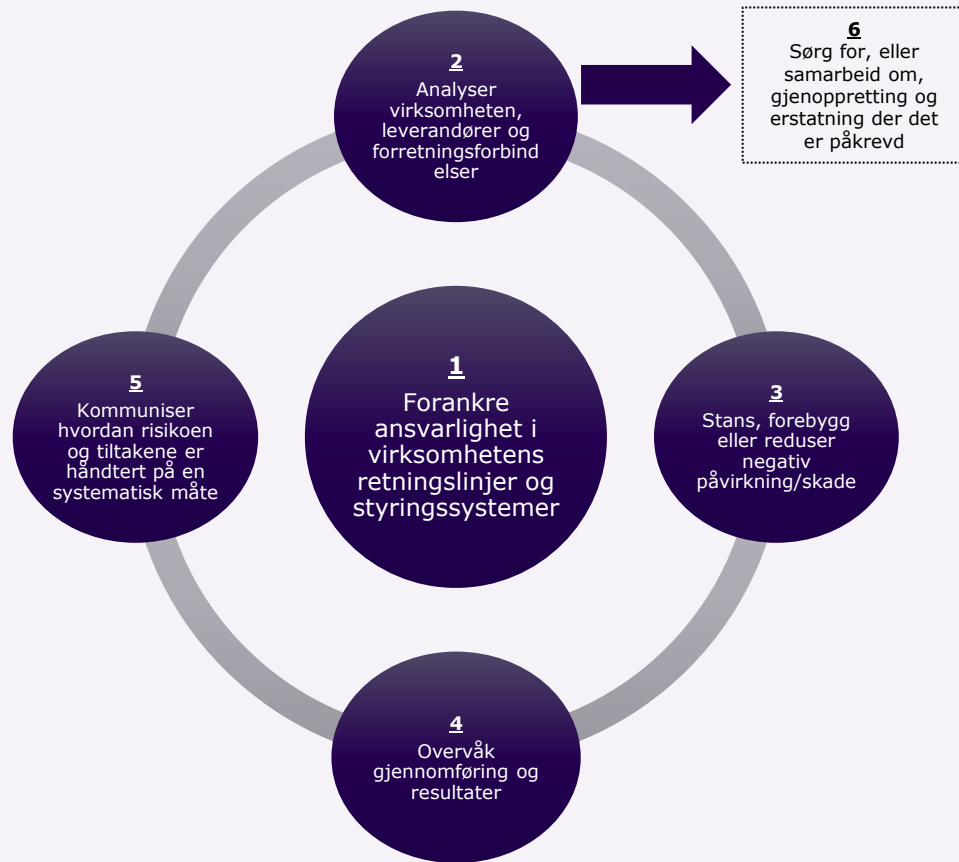 1
Forankre
ansvarlighet i
virksomhetens
retningslinjer og
styringssystemer
2
Analyser
virksomheten,
leverandører og
forretningsforbind
elser
3
Stans, forebygg
eller reduser
negativ
påvirkning/skade
4
Overvåk
gjennomføring og
resultater
5
Kommuniser
hvordan risikoen
og tiltakene er
håndtert på en
systematisk måte
6
Sørg for, eller
samarbeid om,
gjenoppretting og
erstatning der det
er påkrevd